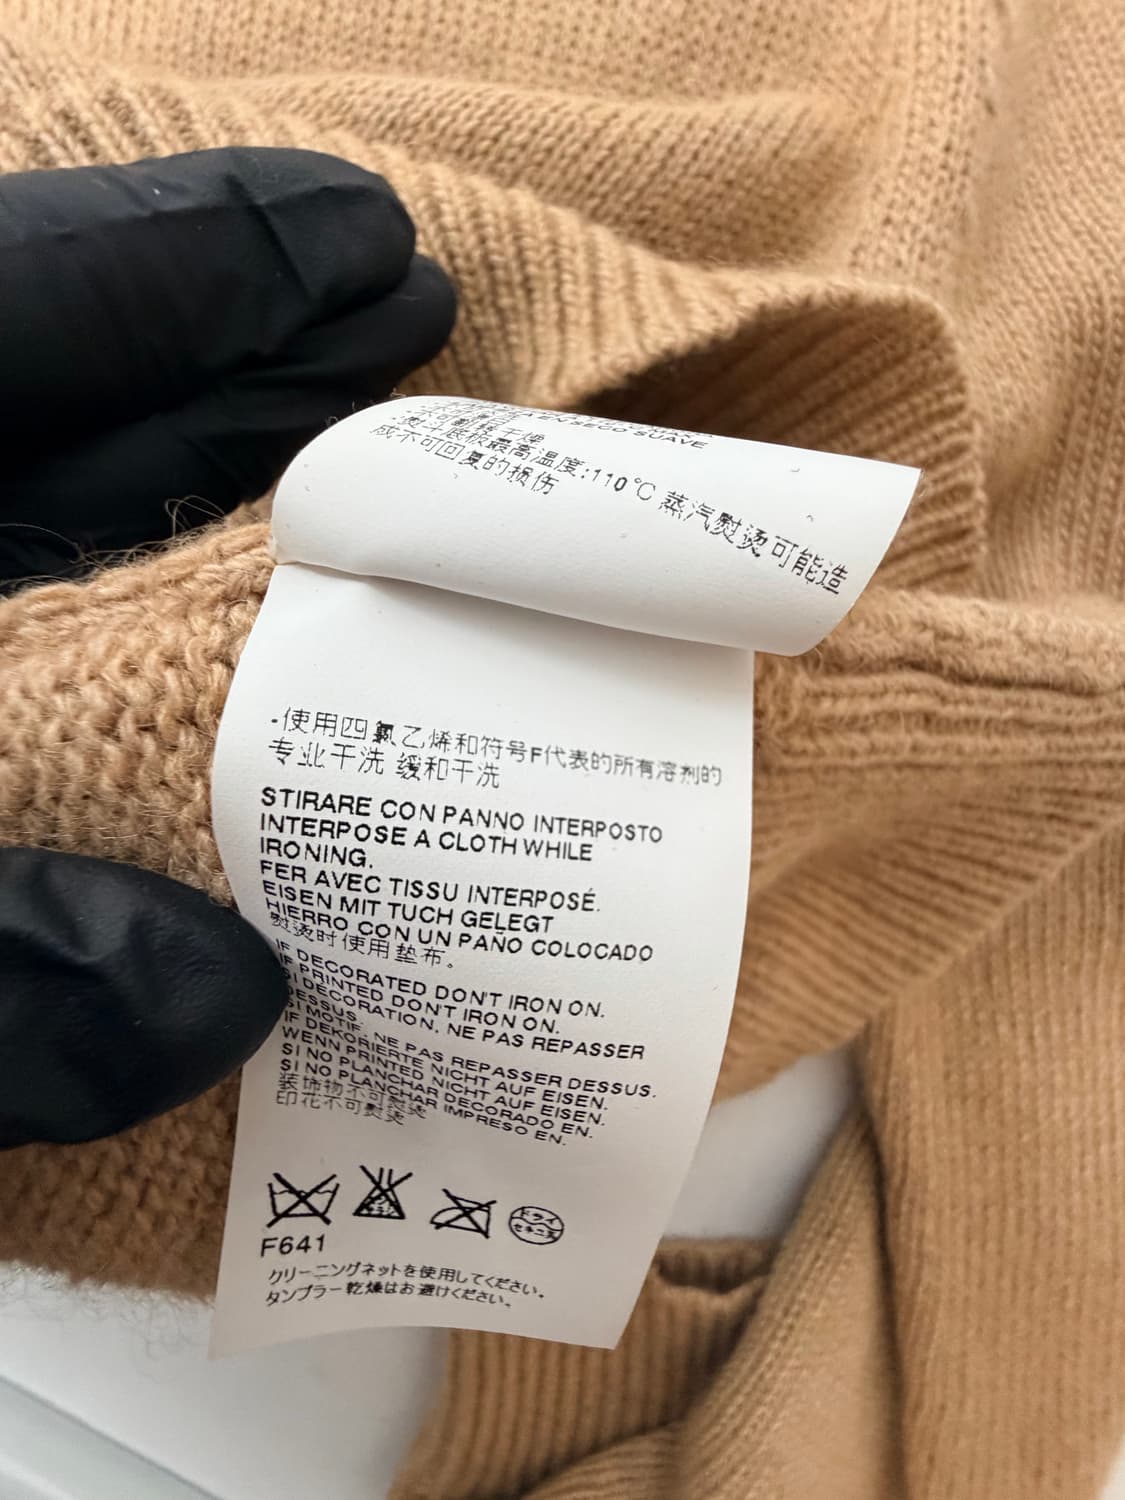 EN SECO SUAVE
·熨斗底板最高温度:110℃ 蒸汽熨烫可能造
成不可回复的损伤
·使用四氯乙烯和符号F代表的所有溶剂的
专业干洗 缓和干洗
STIRARE CON PANNO INTERPOSTO
INTERPOSE A CLOTH WHILE
IRONING.
FER AVEC TISSU INTERPOSÉ.
EISEN MIT TUCH GELEGT
HIERRO CON UN PAÑO COLOCADO
熨烫时使用垫布。
IF DECORATED DON'T IRON ON.
IF PRINTED DON'T IRON ON.
SI DECORATION, NE PAS REPASSER
DESSUS.
SI MOTIF, NE PAS REPASSER DESSUS.
IF DEKORIERTE NICHT AUF EISEN.
WENN PRINTED NICHT AUF EISEN.
SI NO PLANCHAR DECORADO EN.
SI NO PLANCHAR IMPRESO EN.
装饰物不可熨烫
印花不可熨烫
ドライ
セキユ系
F641
クリーニングネットを使用してください。
タンブラー乾燥はお避けください。